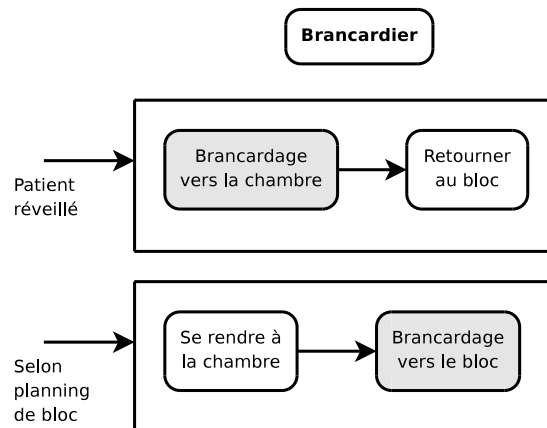 Brancardier
Brancardage
vers la chambre
Retourner
au bloc
Patient
réveillé
Se rendre à
la chambre
Brancardage
vers le bloc
Selon
planning
de bloc